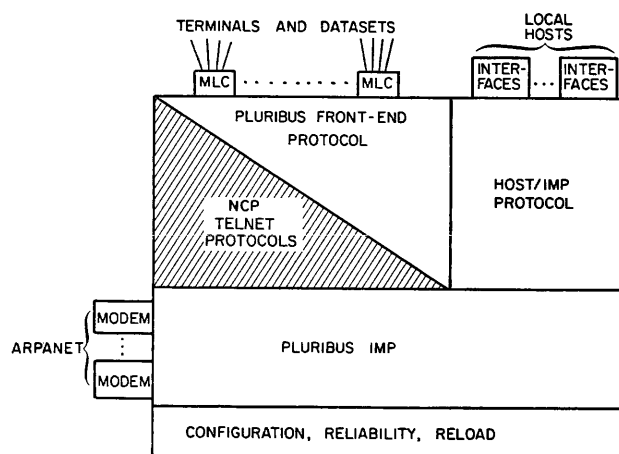 TERMINALS AND DATASETS
LOCAL
HOSTS
MLC
MLC
INTER-
FACES
INTER-
FACES
PLURIBUS FRONT-END
PROTOCOL
NCP
TELNET
PROTOCOLS
HOST/IMP
PROTOCOL
MODEM
ARPANET
MODEM
PLURIBUS IMP
CONFIGURATION, RELIABILITY, RELOAD